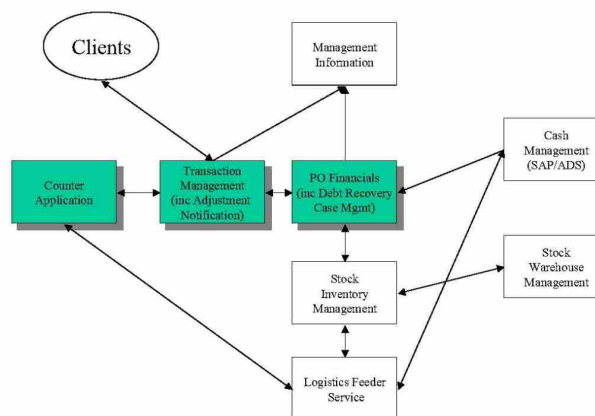 Clients
Management
Information
Cash
Management
(SAP/ADS)
Counter
Application
Transaction
Management
(inc Adjustment
Notification)
PO Financials
(inc Debt Recovery
Case Mgmt)
Stock
Inventory
Management
Stock
Warehouse
Management
Logistics Feeder
Service